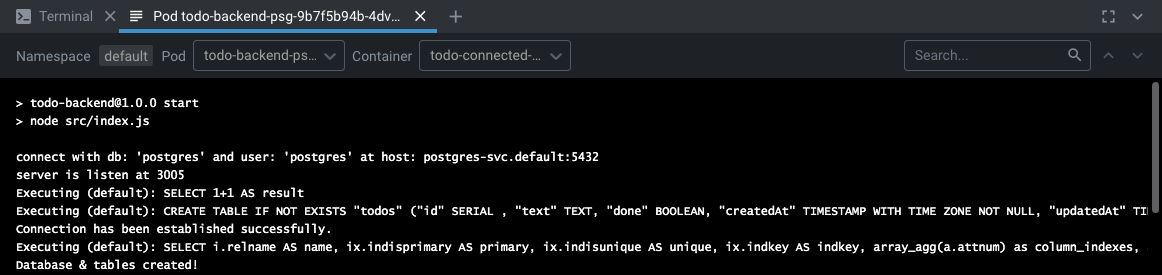 Terminal
Pod todo-backend-psg-9b7f5b94b-4dv...
Namespace default Pod todo-backend-ps... Container todo-connected-... Search...
> todo-backend@1.0.0 start
> node src/index.js
connect with db: 'postgres' and user: 'postgres' at host: postgres-svc.default:5432
server is listen at 3005
Executing (default): SELECT 1+1 AS result
Executing (default): CREATE TABLE IF NOT EXISTS "todos" ("id" SERIAL , "text" TEXT, "done" BOOLEAN, "createdAt" TIMESTAMP WITH TIME ZONE NOT NULL, "updatedAt"
Connection has been established successfully.
Executing (default): SELECT i.relname AS name, ix.indisprimary AS primary, ix.indisunique AS unique, ix.indkey AS indkey, array_agg(a.attnum) as column_indexes,
Database & tables created!